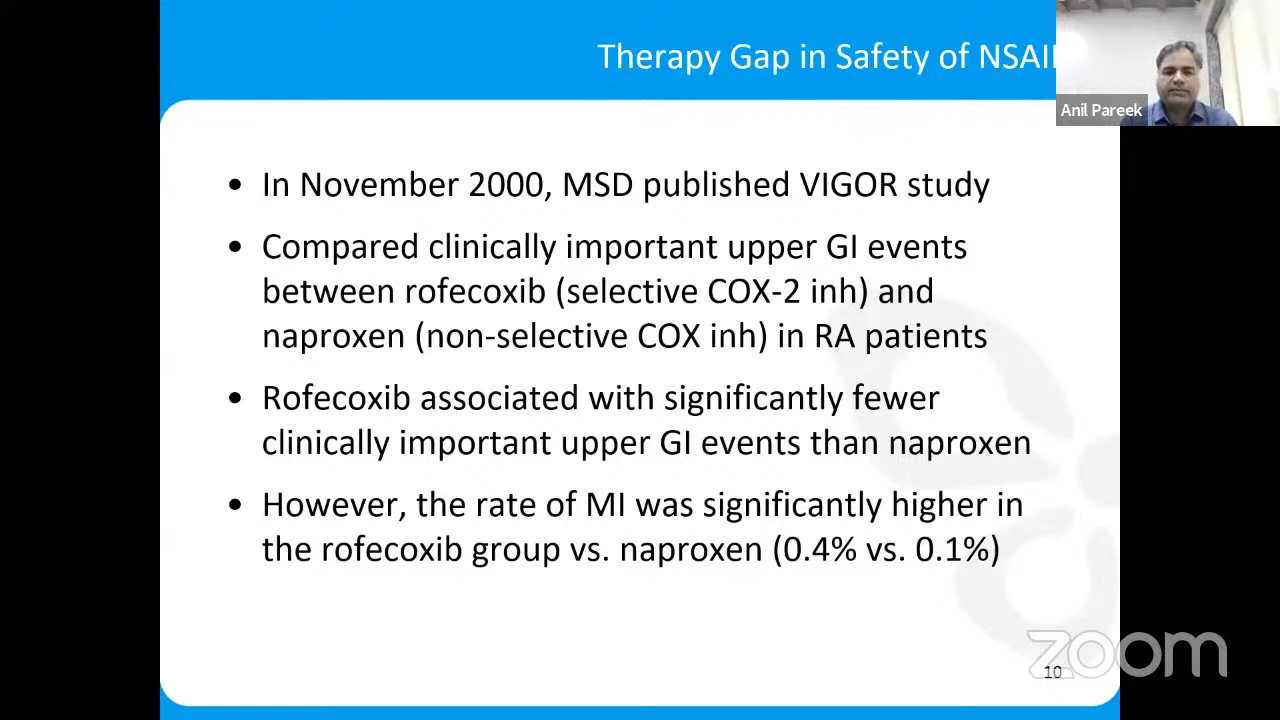 Therapy Gap in Safety of
Anil Pareek
• In November 2000, MSD published VIGOR study
• Compared clinically important upper GI events
between rofecoxib (selective COX-2 inh) and
naproxen (non-selective COX inh) in RA patients
• Rofecoxib associated with significantly fewer
clinically important upper GI events than naproxen
• However, the rate of MI was significantly higher in
the rofecoxib group vs. naproxen (0.4% vs. 0.1%)
zoom
10